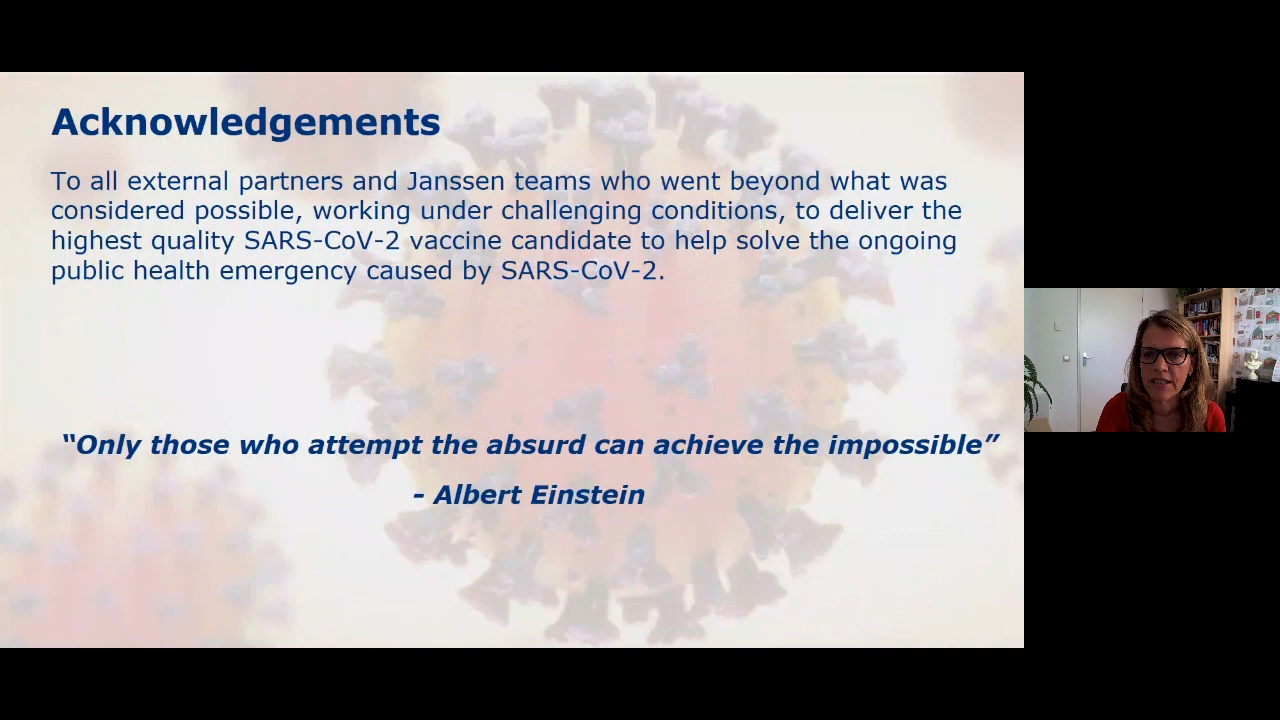 Acknowledgements
To all external partners and Janssen teams who went beyond what was
considered possible, working under challenging conditions, to deliver the
highest quality SARS-CoV-2 vaccine candidate to help solve the ongoing
public health emergency caused by SARS-CoV-2.
“Only those who attempt the absurd can achieve the impossible”
- Albert Einstein